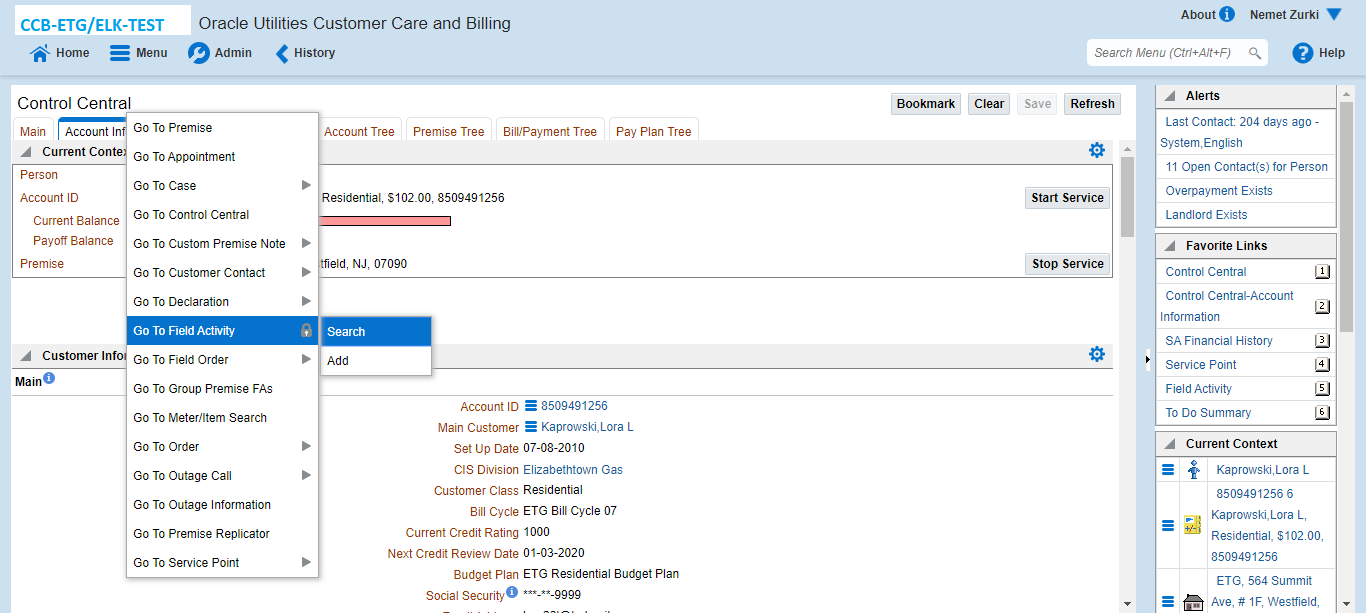 CCB-ETG/ELK-TEST
Oracle Utilities Customer Care and Billing
About
Nemet Zurki
Home
Menu
Admin
History
Search Menu (Ctrl+Alt+F)
Help
Control Central
Bookmark
Clear
Save
Refresh
Main
Account Inf
Account Tree
Premise Tree
Bill/Payment Tree
Pay Plan Tree
Current Contex
Person
Account ID
Residential, $102.00, 8509491256
Start Service
Current Balance
Payoff Balance
Premise
tfield, NJ, 07090
Stop Service
Go To Premise
Go To Appointment
Go To Case
Go To Control Central
Go To Custom Premise Note
Go To Customer Contact
Go To Declaration
Go To Field Activity
Go To Field Order
Go To Group Premise FAs
Go To Meter/Item Search
Go To Order
Go To Outage Call
Go To Outage Information
Go To Premise Replicator
Go To Service Point
Search
Add
Customer Infor
Main
Account ID 8509491256
Main Customer Kaprowski,Lora L
Set Up Date 07-08-2010
CIS Division Elizabethtown Gas
Customer Class Residential
Bill Cycle ETG Bill Cycle 07
Current Credit Rating 1000
Next Credit Review Date 01-03-2020
Budget Plan ETG Residential Budget Plan
Social Security ***-**-9999
Alerts
Last Contact: 204 days ago -
System,English
11 Open Contact(s) for Person
Overpayment Exists
Landlord Exists
Favorite Links
Control Central 1
Control Central-Account
Information 2
SA Financial History 3
Service Point 4
Field Activity 5
To Do Summary 6
Current Context
Kaprowski,Lora L
8509491256 6
Kaprowski,Lora L,
Residential, $102.00,
8509491256
ETG, 564 Summit
Ave, # 1F, Westfield,